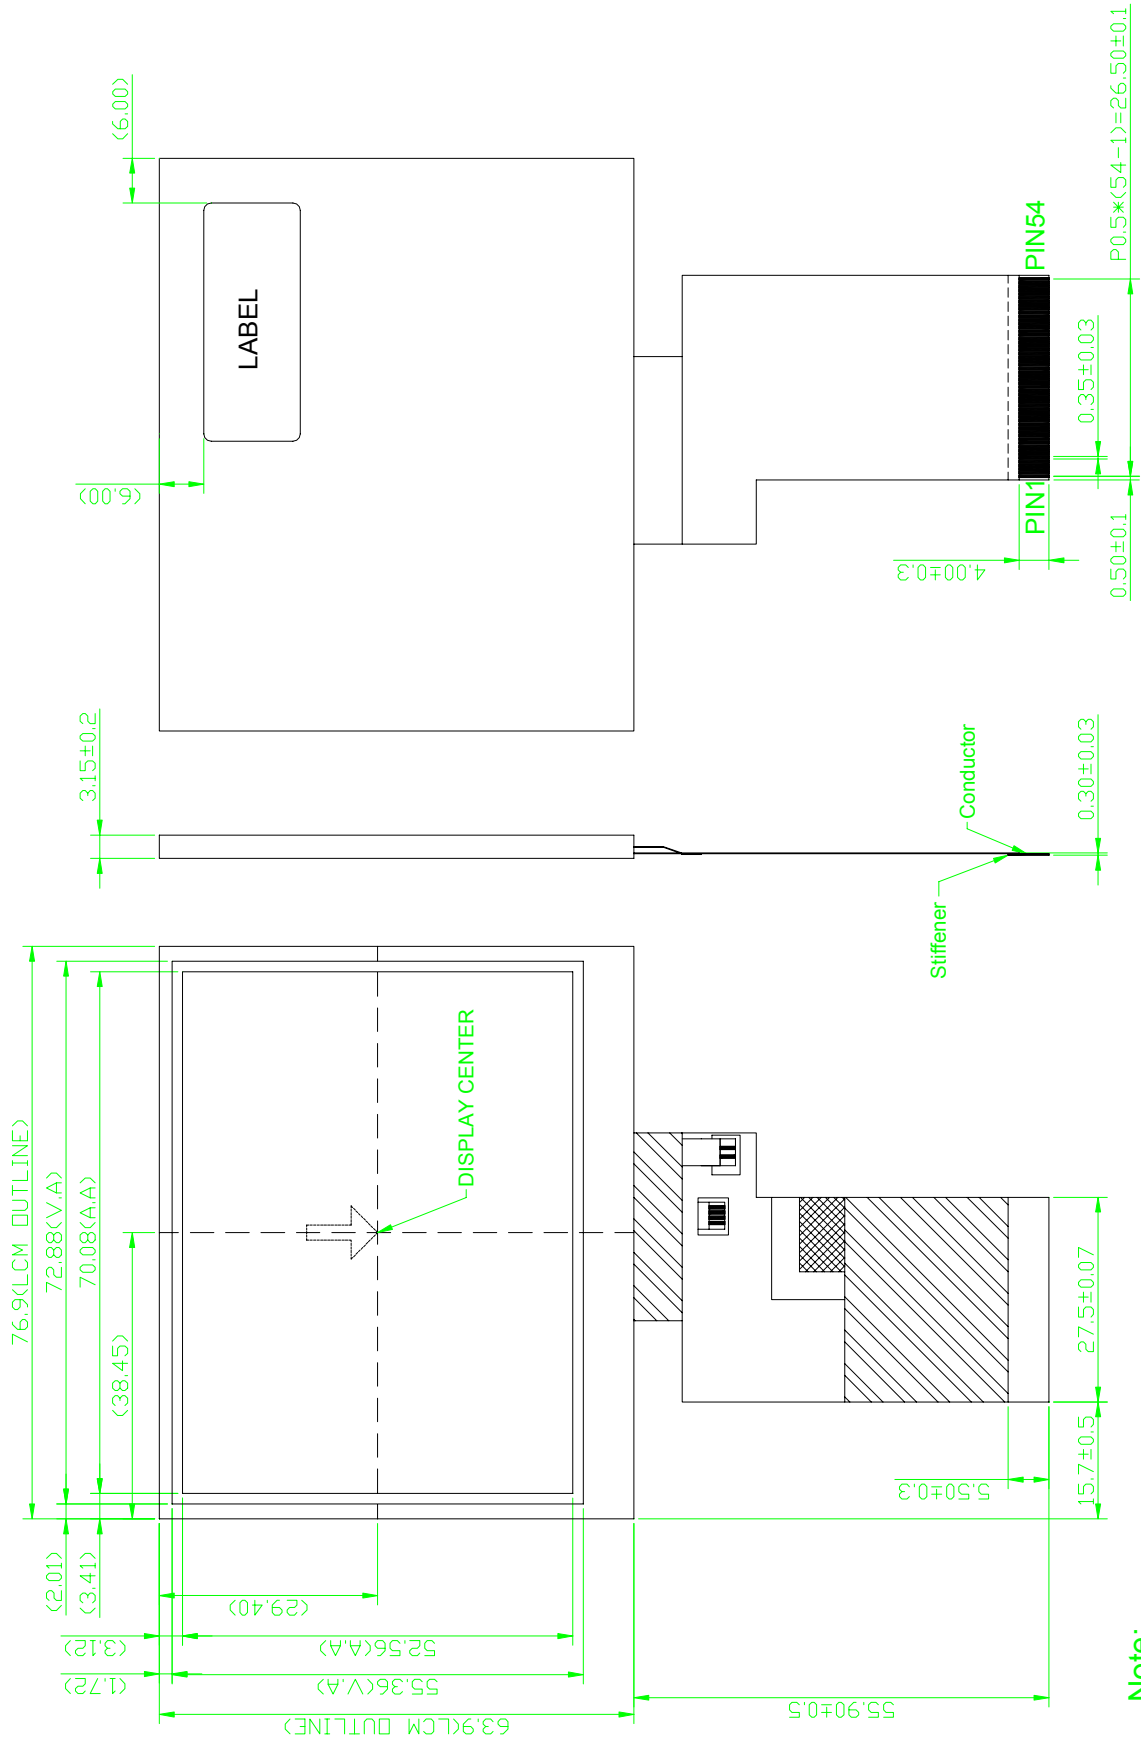 76.9(LCM OUTLINE)
72.88(V.A)
70.08(A.A)
(38.45)
(2.01)
(3.41)
(3.12)
(1.72)
(29.40)
52.56(A.A)
55.36(V.A)
63.9(LCM OUTLINE)
DISPLAY CENTER
55.90±0.5
5.50±0.3
15.7±0.5
27.5±0.07
3.15±0.2
Stiffener
Conductor
0.30±0.03
(6.00)
(6.00)
LABEL
PIN1
PIN54
4.00±0.3
0.50±0.1
0.35±0.03
P0.5*(54-1)=26.50±0.1
Note: